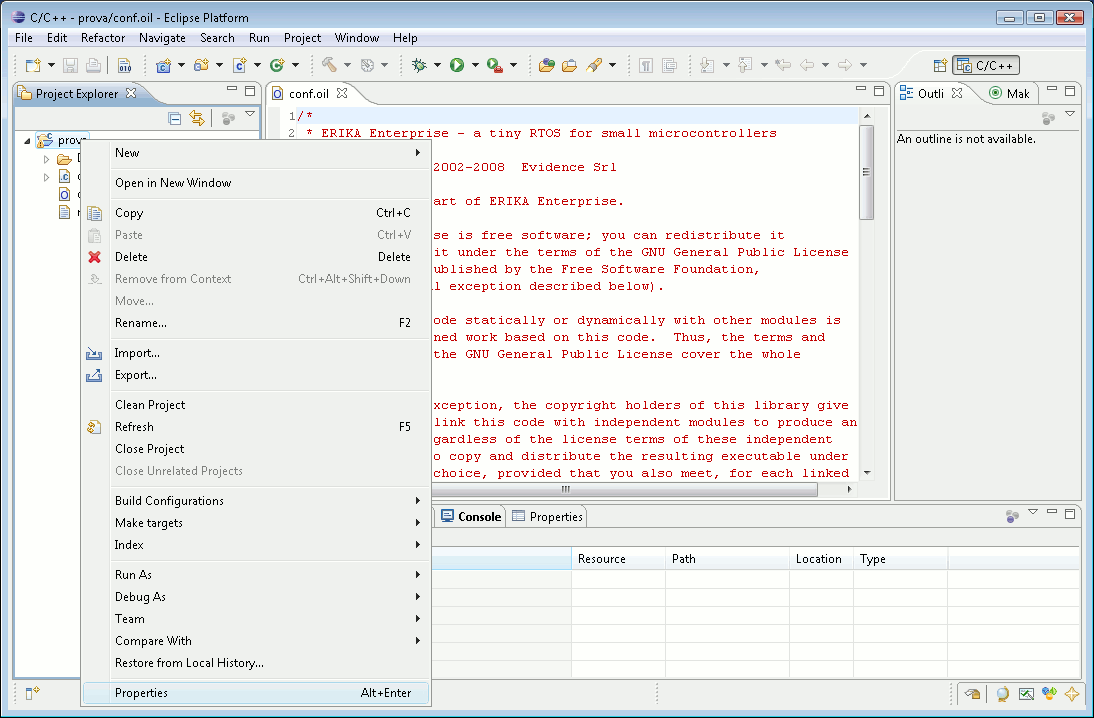 C/C++ - prova/conf.oil - Eclipse Platform
File Edit Refactor Navigate Search Run Project Window Help
010
C/C++
Project Explorer
conf.oil
Outli
Mak
An outline is not available.
prova
1 /*
2 * ERIKA Enterprise - a tiny RTOS for small microcontrollers
2002-2008 Evidence Srl
art of ERIKA Enterprise.
se is free software; you can redistribute it
it under the terms of the GNU General Public License
ublished by the Free Software Foundation,
l exception described below).
ode statically or dynamically with other modules is
ned work based on this code. Thus, the terms and
the GNU General Public License cover the whole
xception, the copyright holders of this library give
link this code with independent modules to produce an
gardless of the license terms of these independent
o copy and distribute the resulting executable under
choice, provided that you also meet, for each linked
New
Open in New Window
Copy Ctrl+C
Paste Ctrl+V
Delete Delete
Remove from Context Ctrl+Alt+Shift+Down
Move...
Rename... F2
Import...
Export...
Clean Project
Refresh F5
Close Project
Close Unrelated Projects
Build Configurations
Make targets
Index
Run As
Debug As
Team
Compare With
Restore from Local History...
Properties Alt+Enter
Console
Properties
Resource Path Location Type